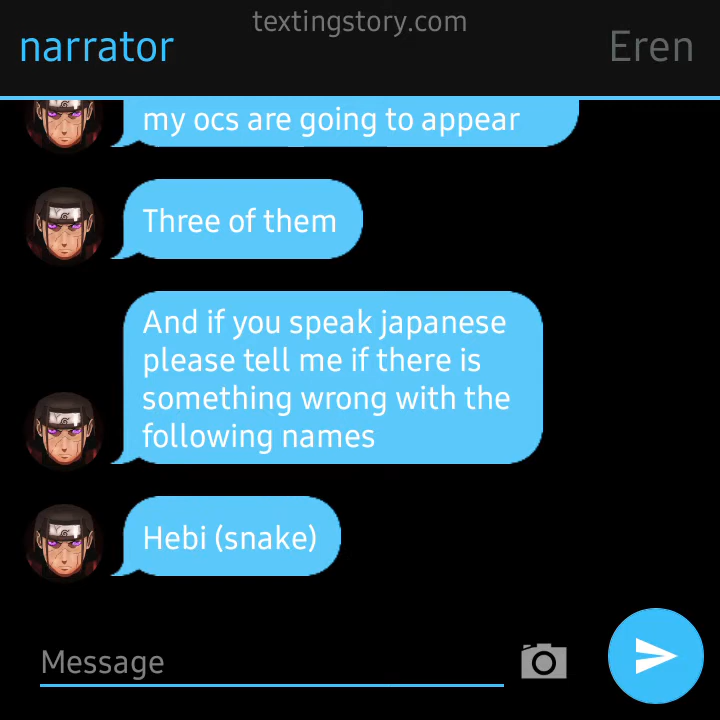 textingstory.com
narrator
Eren
my ocs are going to appear
Three of them
And if you speak japanese
please tell me if there is
something wrong with the
following names
Hebi (snake)
Message